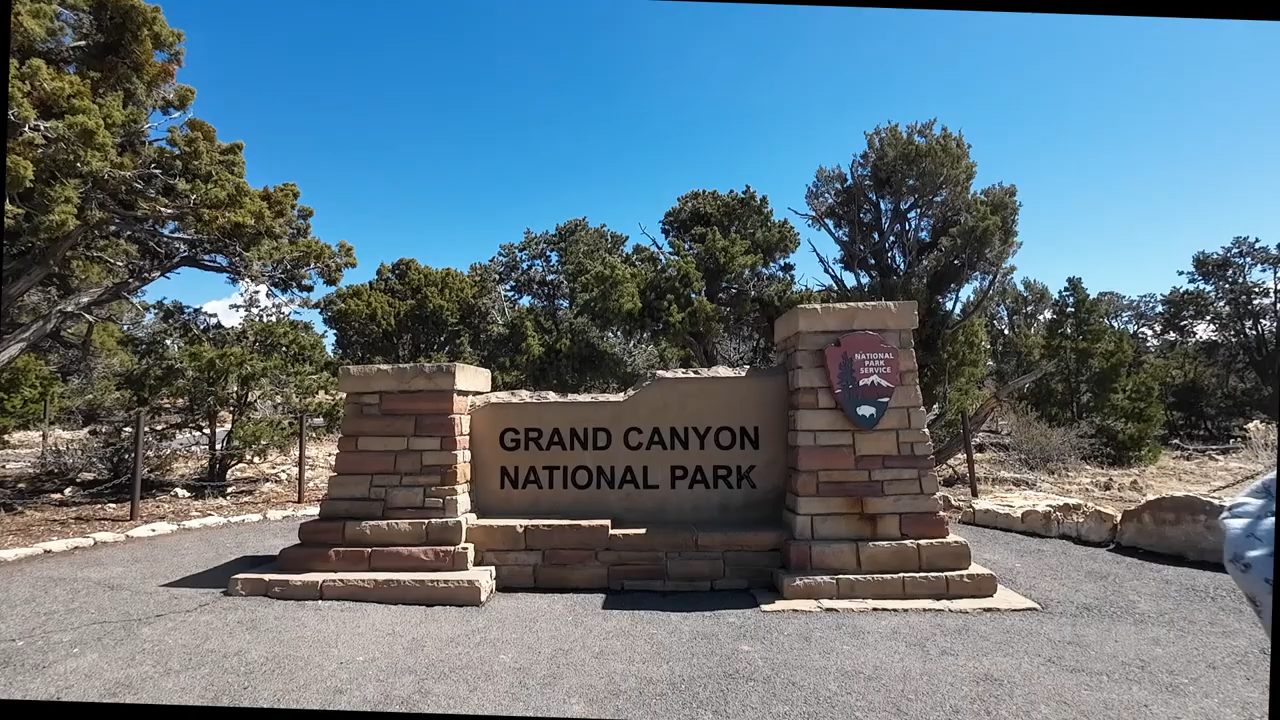 GRAND CANYON
NATIONAL PARK
NATIONAL
PARK
SERVICE